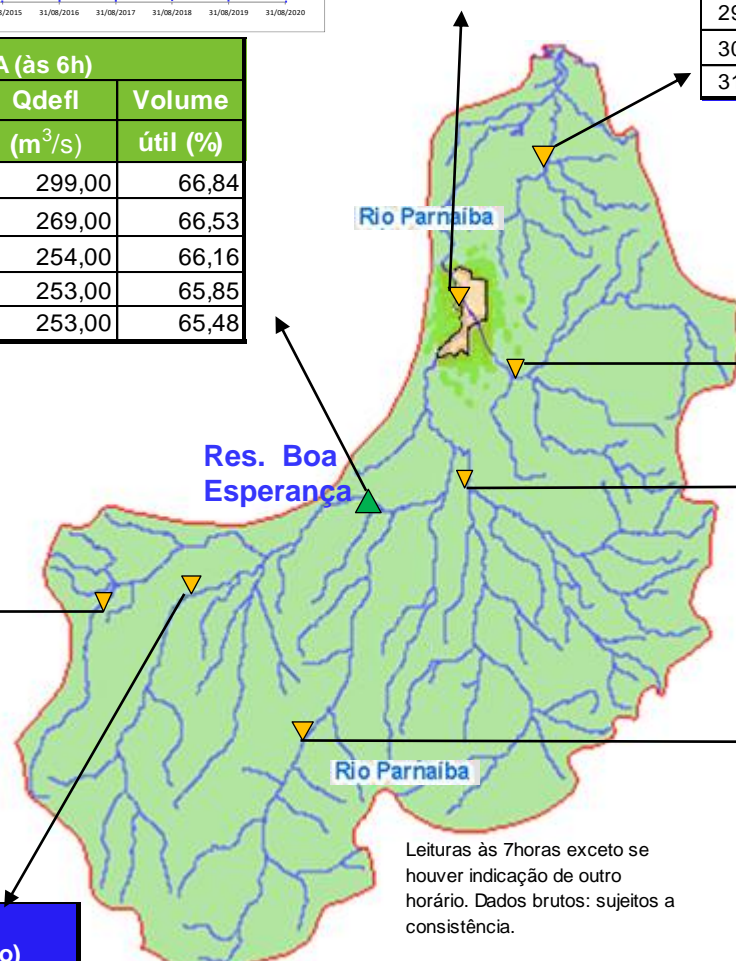 31/08/2016 31/08/2017 31/08/2018 31/08/2019 31/08/2020
29
30
31
(às 6h)
Qdefl Volume
(m³/s) útil (%)
299,00 66,84
269,00 66,53
254,00 66,16
253,00 65,85
253,00 65,48
Rio Parnaíba
Res. Boa
Esperança
Rio Parnaíba
Leituras às 7horas exceto se
houver indicação de outro
horário. Dados brutos: sujeitos a
consistência.